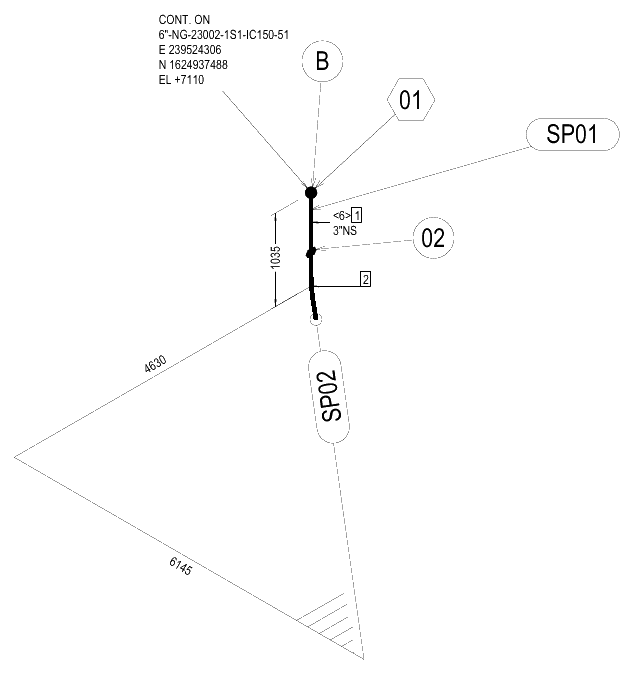 CONT. ON
6"-NG-23002-1S1-IC150-51
E 239524306
N 1624937488
EL +7110
B
01
SP01
<6> 1
3"NS
02
1035
2
4630
SP02
6145